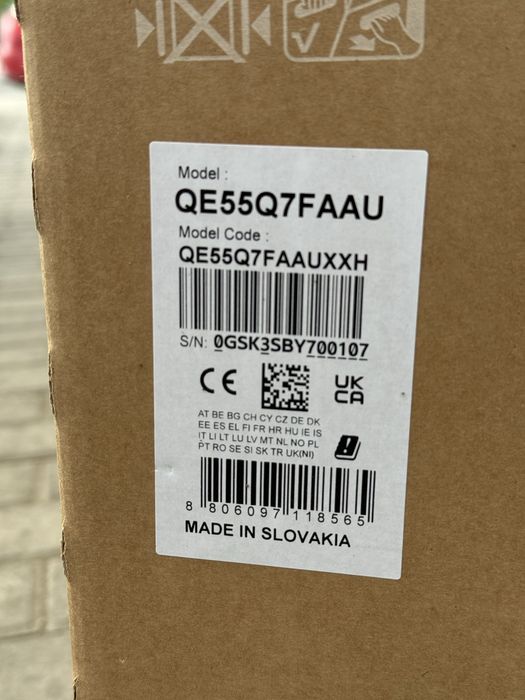 Model :
QE55Q7FAAU
Model Code :
QE55Q7FAAUXXH
S/N: 0GSK3SBY700107
CE
UK
CA
AT BE BG CH CY CZ DE DK
EE ES EL FI FR HR HU IE IS
IT LI LT LU LV MT NL NO PL
PT RO SE SI SK TR UK(NI)
8 806097 118565
MADE IN SLOVAKIA